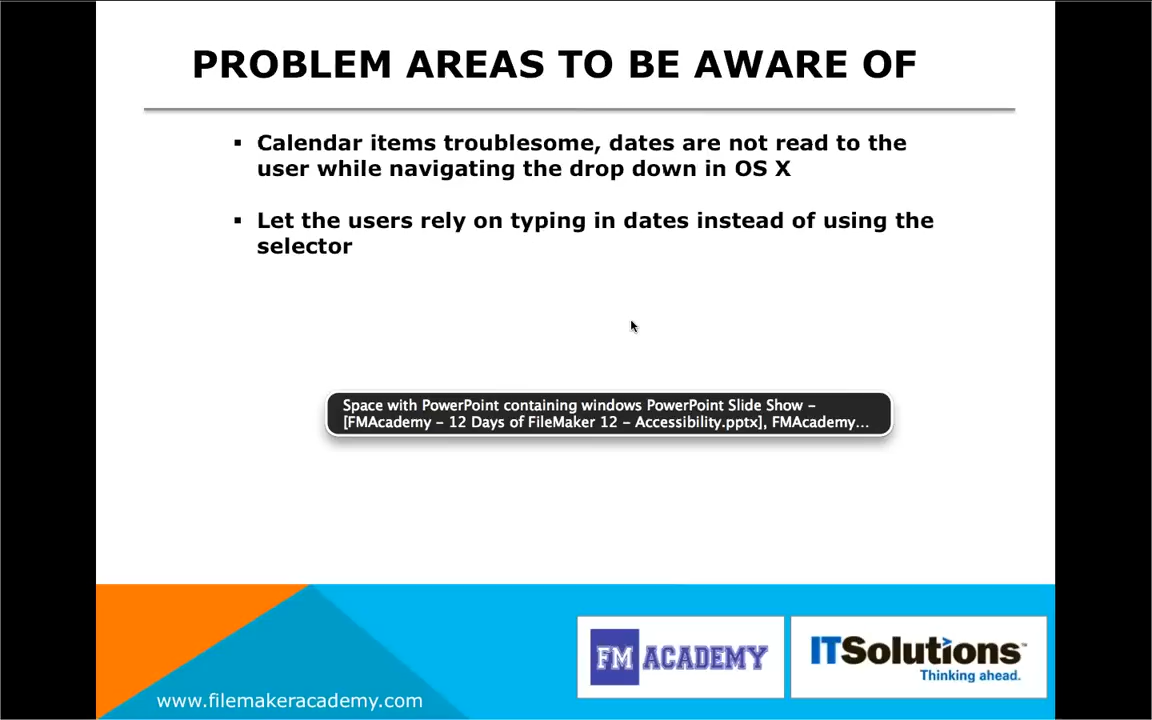 PROBLEM AREAS TO BE AWARE OF
▪ Calendar items troublesome, dates are not read to the
user while navigating the drop down in OS X
▪ Let the users rely on typing in dates instead of using the
selector
Space with PowerPoint containing windows PowerPoint Slide Show –
[FMAcademy – 12 Days of FileMaker 12 – Accessibility.pptx], FMAcademy...
FM ACADEMY
ITSolutions™
Thinking ahead.
www.filemakeracademy.com